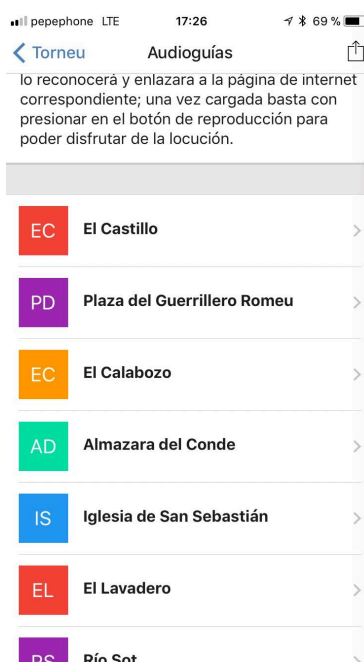 pepephone LTE 17:26 69 %
Torneu Audioguías
lo reconocerá y enlazara a la página de internet
correspondiente; una vez cargada basta con
presionar en el botón de reproducción para
poder disfrutar de la locución.
EC El Castillo
PD Plaza del Guerrillero Romeu
EC El Calabozo
AD Almazara del Conde
IS Iglesia de San Sebastián
EL El Lavadero
RS Río Sot